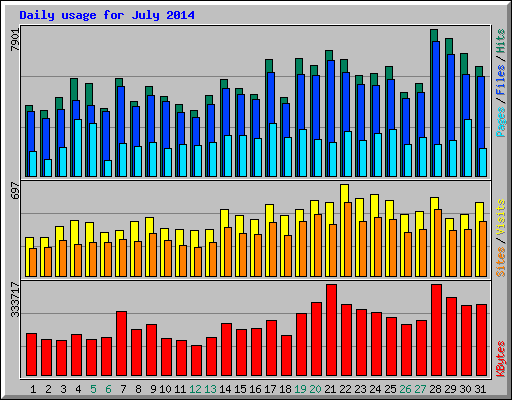 Daily usage for July 2014
7901
Pages / Files / Hits
697
Sites / Visits
333717
KBytes
1 2 3 4 5 6 7 8 9 10 11 12 13 14 15 16 17 18 19 20 21 22 23 24 25 26 27 28 29 30 31